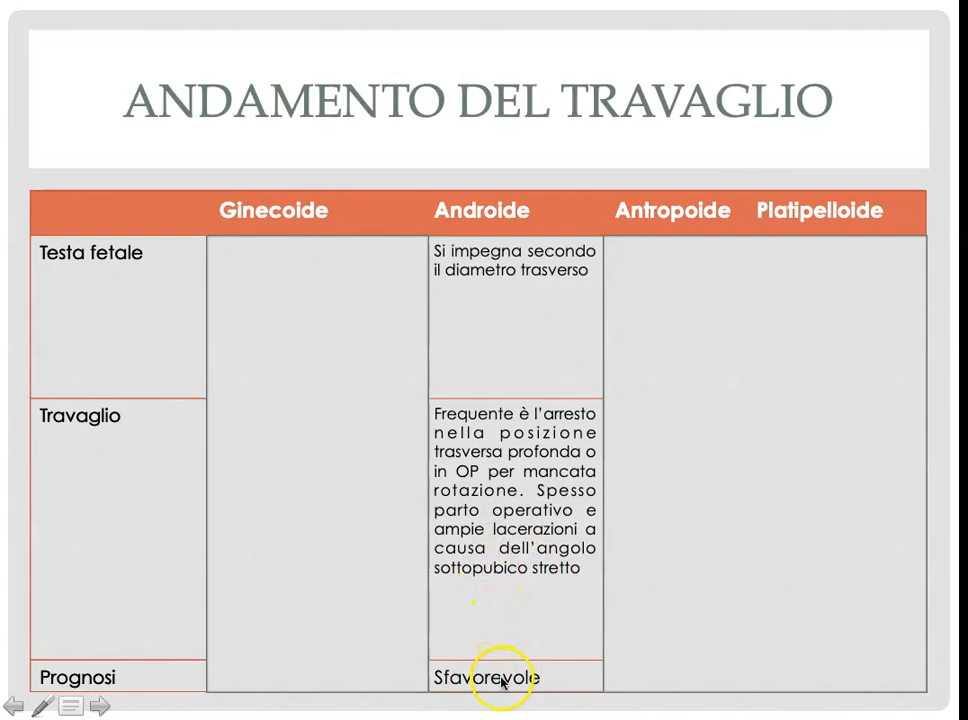 ANDAMENTO DEL TRAVAGLIO
Ginecoide Androide Antropoide Platipelloide
Testa fetale
Si impegna secondo
il diametro trasverso
Travaglio
Frequente è l'arresto
nella posizione
trasversa profonda o
in OP per mancata
rotazione. Spesso
parto operativo e
ampie lacerazioni a
causa dell'angolo
sottopubico stretto
Prognosi
Sfavorevole